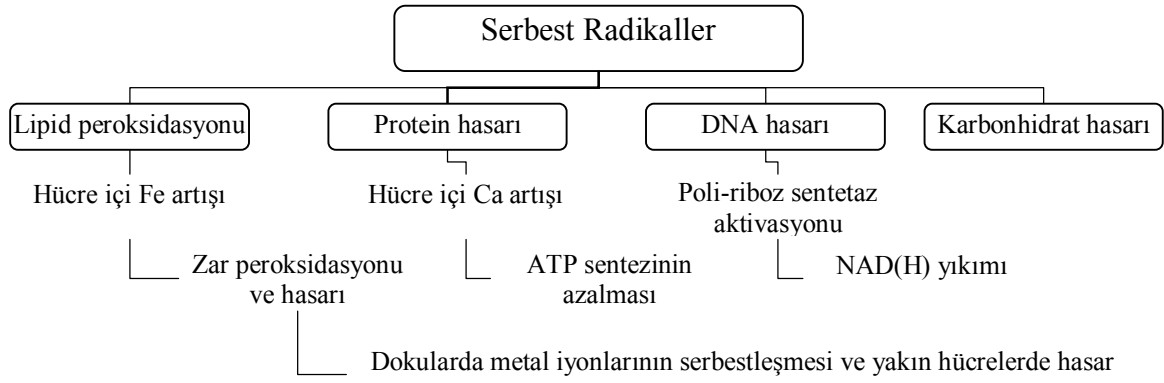 Serbest Radikaller
Lipid peroksidasyonu
Protein hasarı
DNA hasarı
Karbonhidrat hasarı
Hücre içi Fe artışı
Hücre içi Ca artışı
Poli-riboz sentetaz
aktivasyonu
Zar peroksidasyonu
ve hasarı
ATP sentezinin
azalması
NAD(H) yıkımı
Dokularda metal iyonlarının serbestleşmesi ve yakın hücrelerde hasar